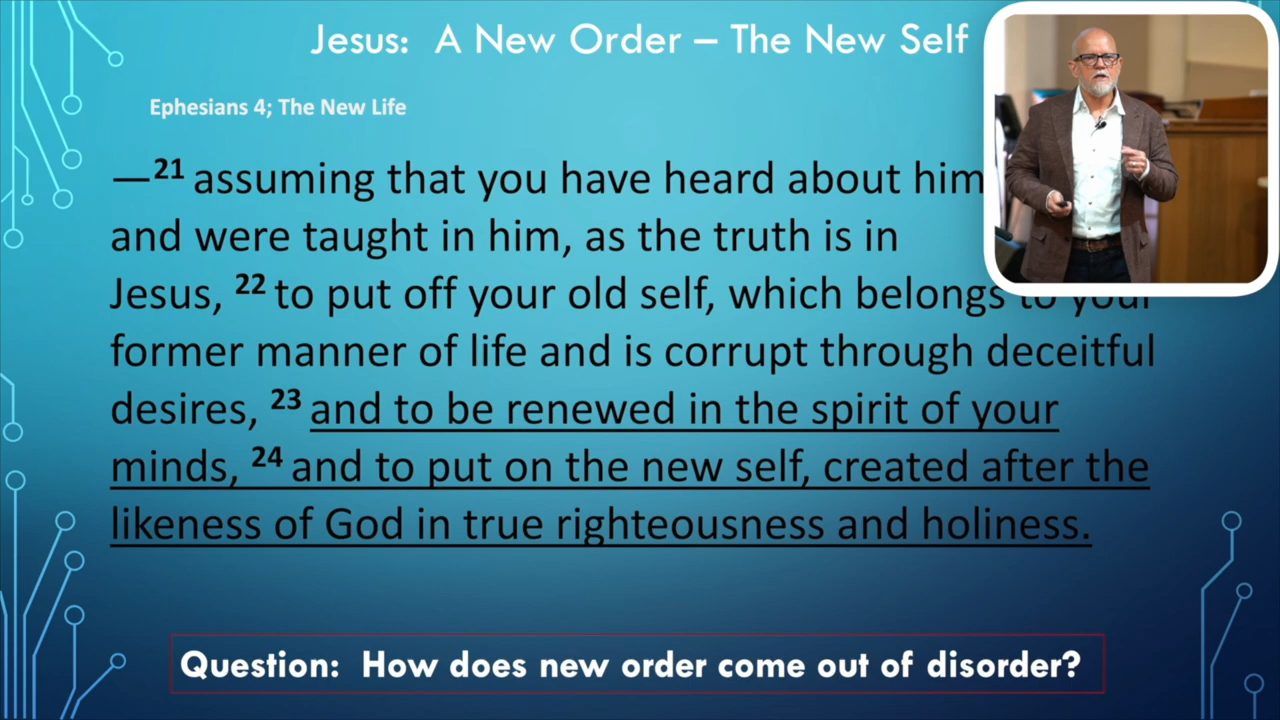 Jesus: A New Order – The New Self
Ephesians 4; The New Life
—21 assuming that you have heard about him
and were taught in him, as the truth is in
Jesus, 22 to put off your old self, which belongs to your
former manner of life and is corrupt through deceitful
desires, 23 and to be renewed in the spirit of your
minds, 24 and to put on the new self, created after the
likeness of God in true righteousness and holiness.
Question: How does new order come out of disorder?